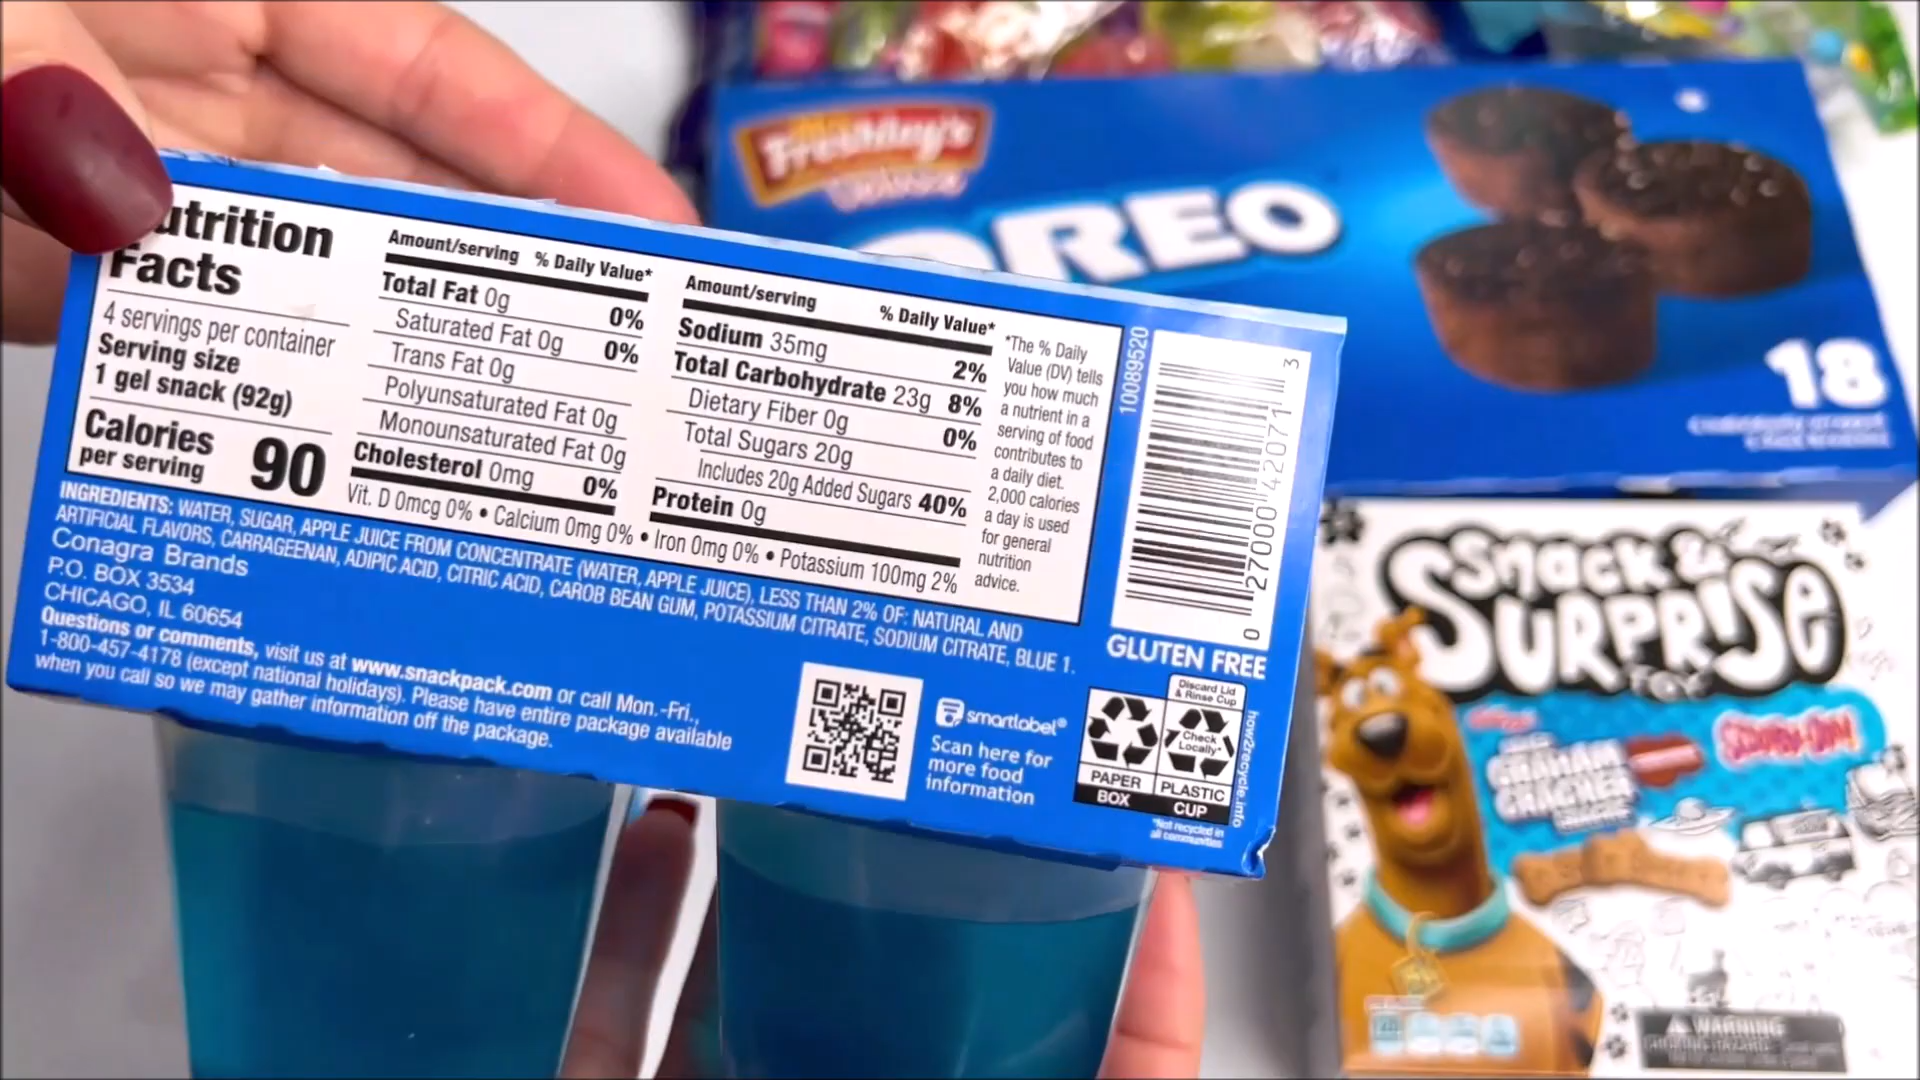 utrition
Facts
4 servings per container
Serving size
1 gel snack (92g)
Calories
per serving
90
Amount/serving % Daily Value*
Total Fat 0g 0%
Saturated Fat 0g 0%
Trans Fat 0g
Polyunsaturated Fat 0g
Monounsaturated Fat 0g
Cholesterol 0mg 0%
Amount/serving % Daily Value*
Sodium 35mg 2%
Total Carbohydrate 23g 8%
Dietary Fiber 0g 0%
Total Sugars 20g
Includes 20g Added Sugars 40%
Protein 0g
Vit. D 0mcg 0% • Calcium 0mg 0% • Iron 0mg 0% • Potassium 100mg 2%
*The % Daily
Value (DV) tells
you how much
a nutrient in a
serving of food
contributes to
a daily diet.
2,000 calories
a day is used
for general
nutrition
advice.
10089520
0 27000 42071 3
GLUTEN FREE
INGREDIENTS: WATER, SUGAR, APPLE JUICE FROM CONCENTRATE (WATER, APPLE JUICE), LESS THAN 2% OF: NATURAL AND
ARTIFICIAL FLAVORS, CARRAGEENAN, ADIPIC ACID, CITRIC ACID, CAROB BEAN GUM, POTASSIUM CITRATE, SODIUM CITRATE, BLUE 1.
Conagra Brands
P.O. BOX 3534
CHICAGO, IL 60654
Questions or comments, visit us at www.snackpack.com or call Mon.-Fri.,
1-800-457-4178 (except national holidays). Please have entire package available
when you call so we may gather information off the package.
smartlabel®
Scan here for
more food
information
Discard Lid
& Rinse Cup
Check
Locally*
PAPER
BOX
PLASTIC
CUP
*Not recycled in
all communities
how2recycle.info
Freshley's
OREO
18
Snack &
SURPRISE
TOY
GRAHAM
CRACKER
SCOOBY-DOO!
WARNING